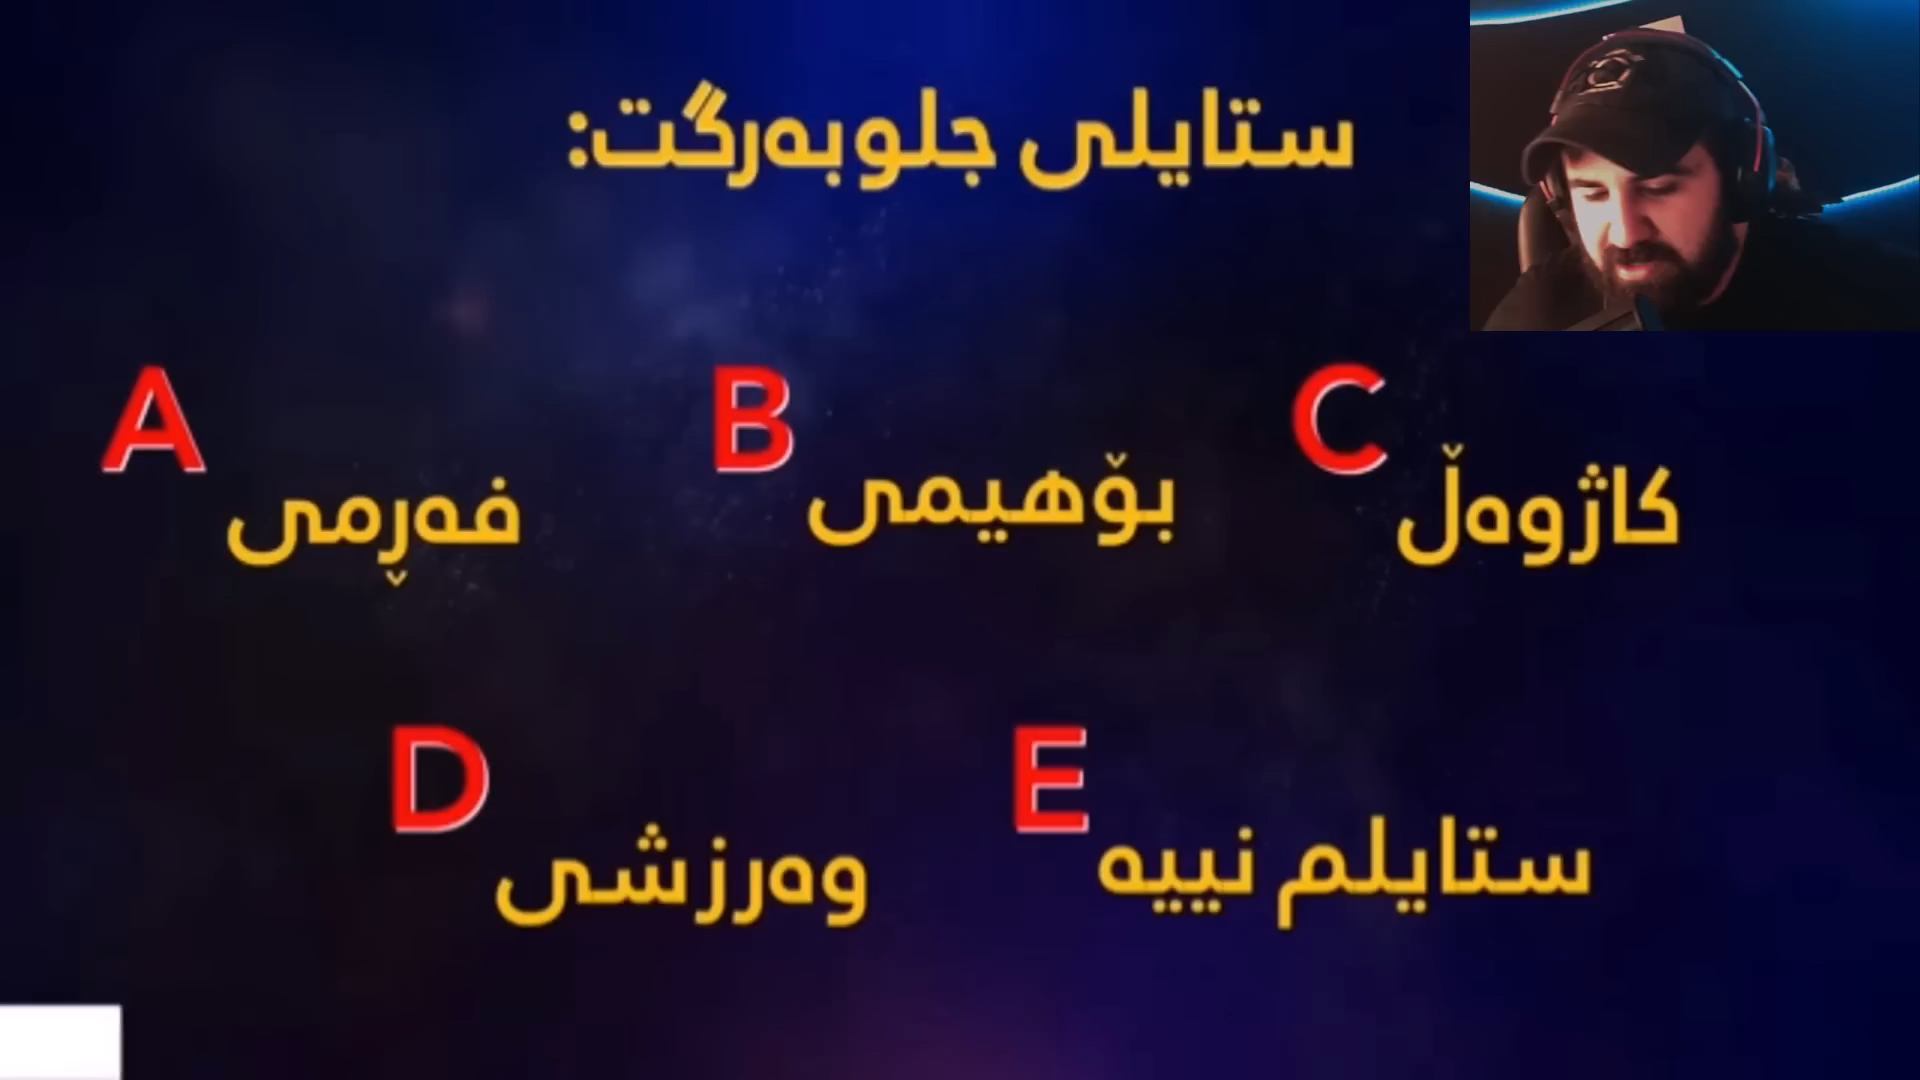 ستایلی جلوبەرگت:
A فەڕمی
B بۆهیمی
C کاژوەڵ
D وەرزشی
E ستایلم نییە